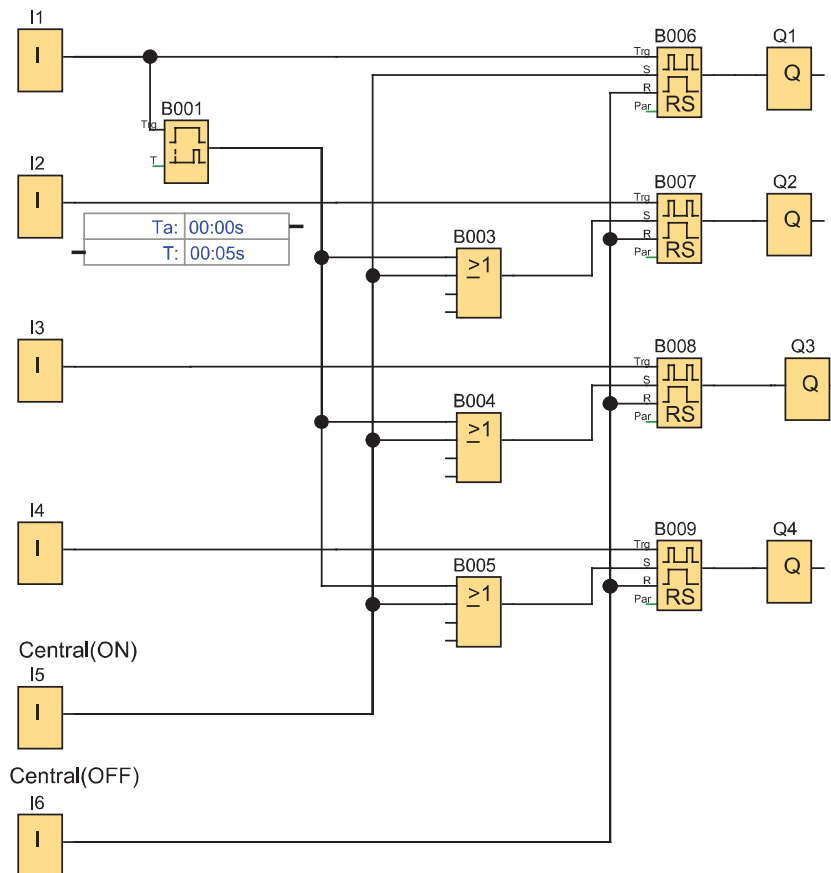 I1
I
B001
Trg
T
Ta: 00:00s
T: 00:05s
I2
I
I3
I
I4
I
Central(ON)
I5
I
Central(OFF)
I6
I
B003
≥1
B004
≥1
B005
≥1
B006
Trg
S
R
Par
RS
Q1
Q
B007
Trg
S
R
Par
RS
Q2
Q
B008
Trg
S
R
Par
RS
Q3
Q
B009
Trg
S
R
Par
RS
Q4
Q